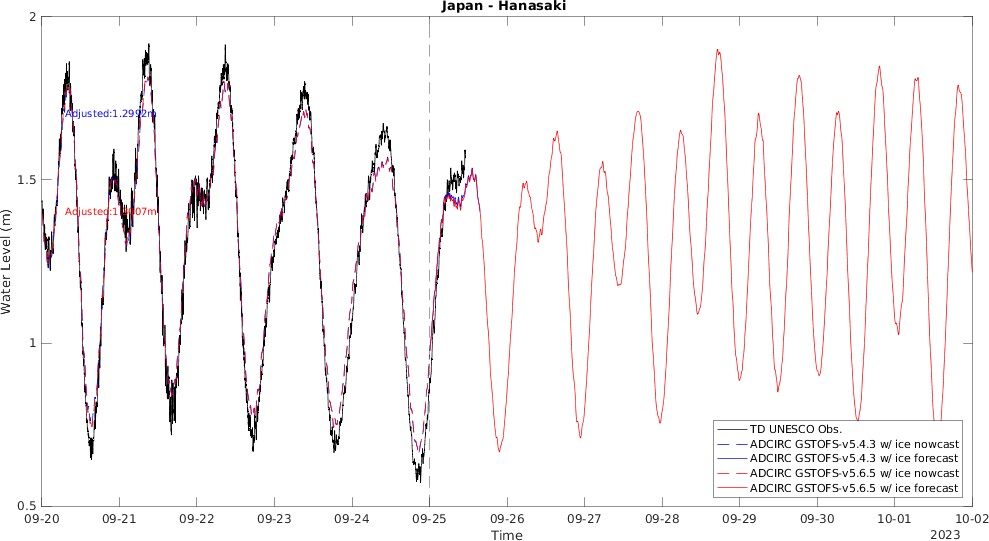 Japan - Hanasaki
2
1.5
1
0.5
Water Level (m)
Adjusted:1.2992m
09-20
09-21
09-22
09-23
09-24
09-25
09-26
09-27
09-28
09-29
09-30
10-01
10-02
Time
2023
TD UNESCO Obs.
ADCIRC GSTOFS-v5.4.3 w/ ice nowcast
ADCIRC GSTOFS-v5.4.3 w/ ice forecast
ADCIRC GSTOFS-v5.6.5 w/ ice nowcast
ADCIRC GSTOFS-v5.6.5 w/ ice forecast